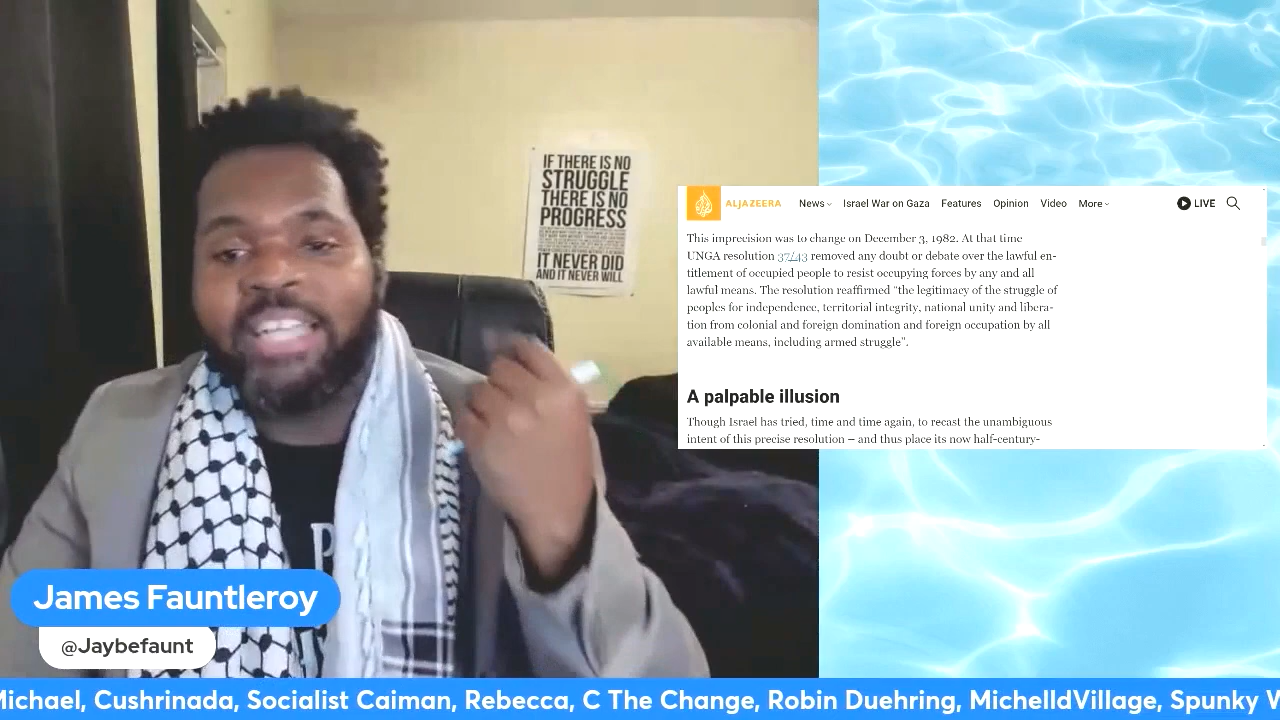 IF THERE IS NO
STRUGGLE
THERE IS NO
PROGRESS
IT NEVER DID
AND IT NEVER WILL
ALJAZEERA News Israel War on Gaza Features Opinion Video More LIVE
This imprecision was to change on December 3, 1982. At that time
UNGA resolution 37/43 removed any doubt or debate over the lawful en-
titlement of occupied people to resist occupying forces by any and all
lawful means. The resolution reaffirmed “the legitimacy of the struggle of
peoples for independence, territorial integrity, national unity and libera-
tion from colonial and foreign domination and foreign occupation by all
available means, including armed struggle”.
A palpable illusion
Though Israel has tried, time and time again, to recast the unambiguous
intent of this precise resolution – and thus place its now half-century-
P
James Fauntleroy
@Jaybefaunt
Michael, Cushrinada, Socialist Caiman, Rebecca, C The Change, Robin Duehring, MichelldVillage, Spunky W